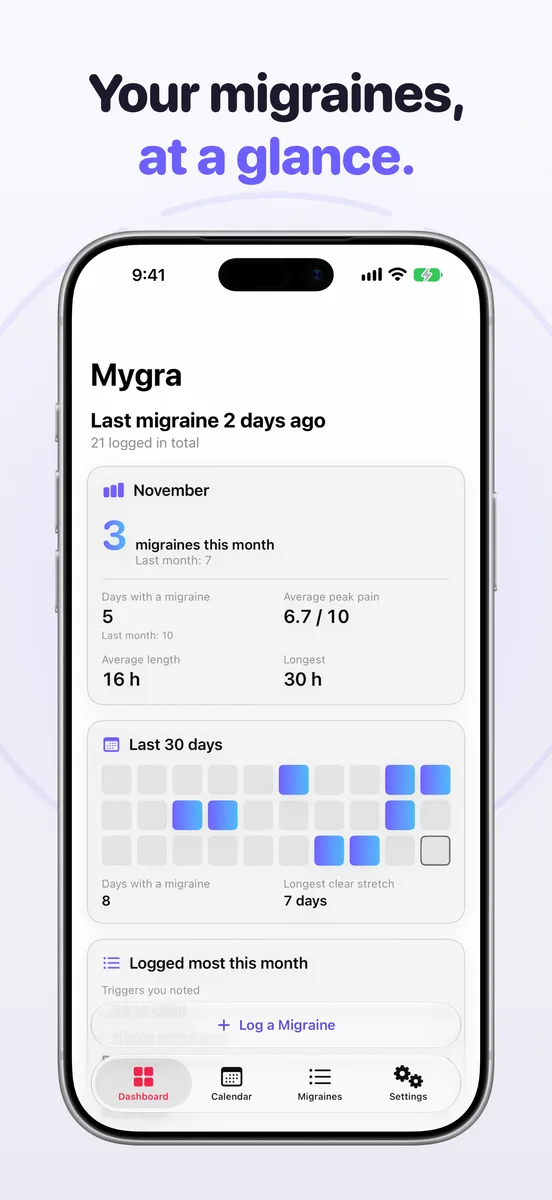 Your migraines,
at a glance.
9:41
Mygra
Last migraine 2 days ago
21 logged in total
November
3 migraines this month
Last month: 7
Days with a migraine
Average peak pain
5
6.7 / 10
Last month: 10
Average length
Longest
16 h
30 h
Last 30 days
Days with a migraine
Longest clear stretch
8
7 days
Logged most this month
Triggers you noted
+ Log a Migraine
Dashboard
Calendar
Migraines
Settings